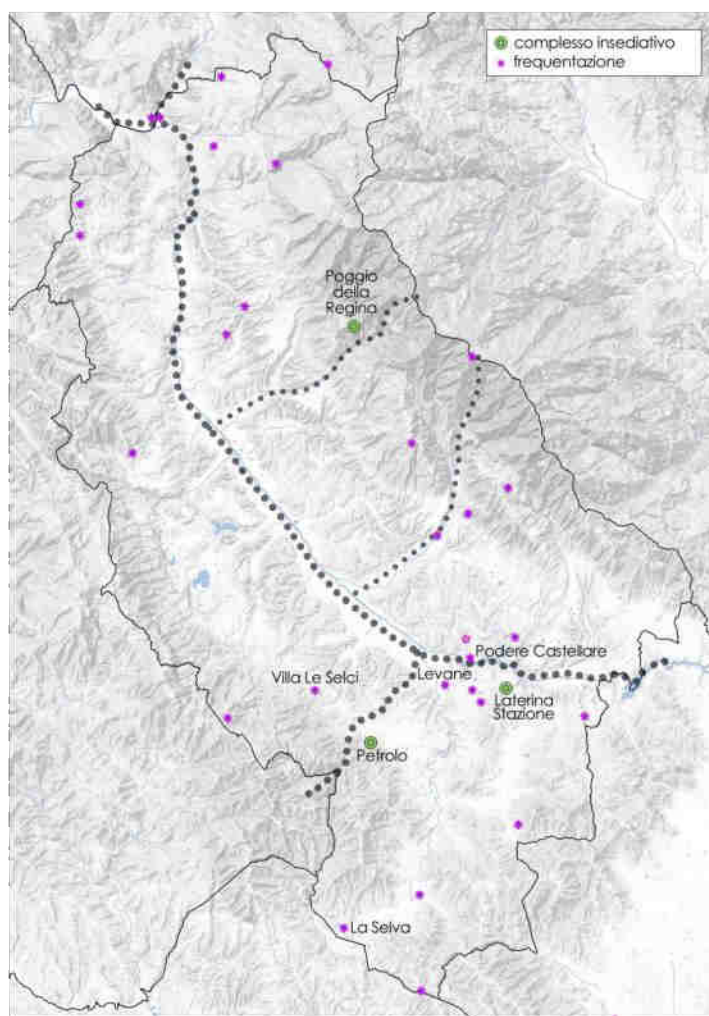 complesso insediativo
frequentazione
Poggio
della
Regina
Podere Castellare
Levane
Villa Le Selci
Laterina
Stazione
Petrolo
La Selva